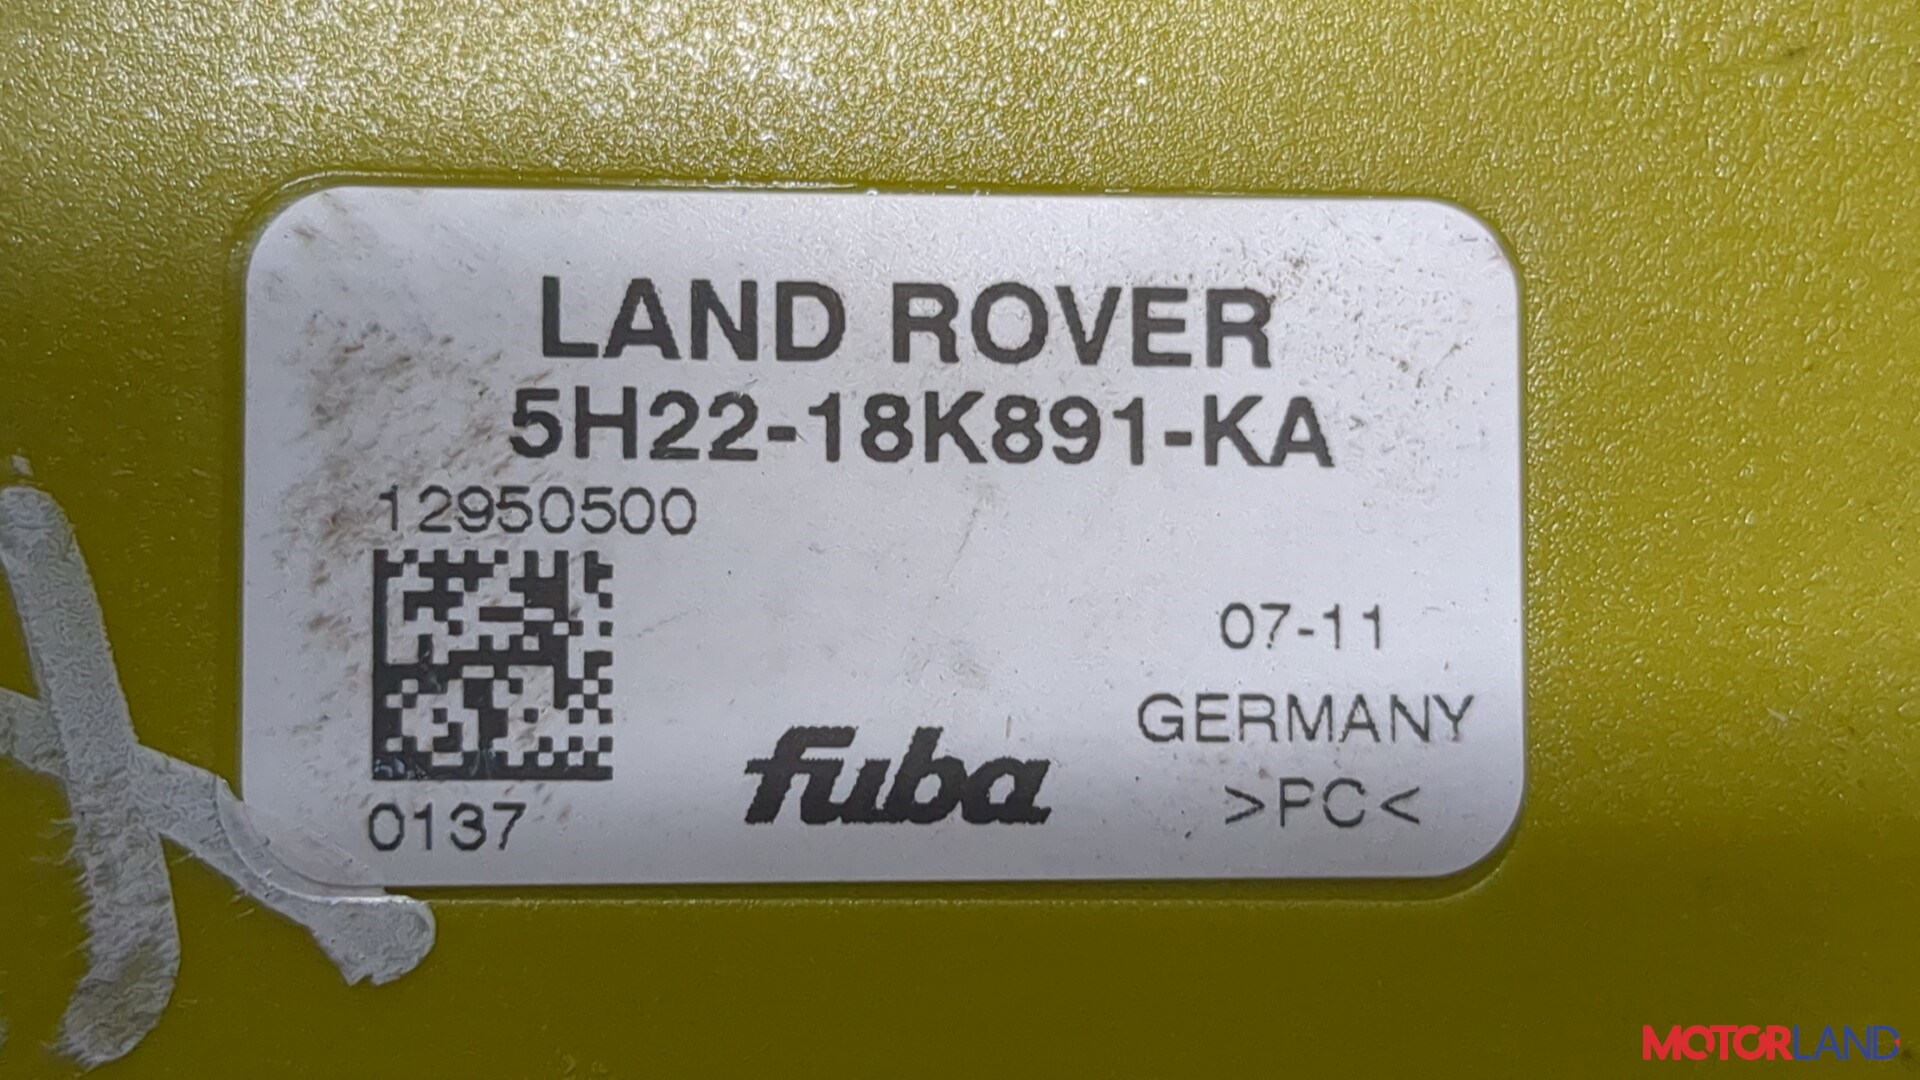 LAND ROVER
5H22-18K891-KA
12950500
07-11
GERMANY
fuba
>PC<
0137
MOTORLAND